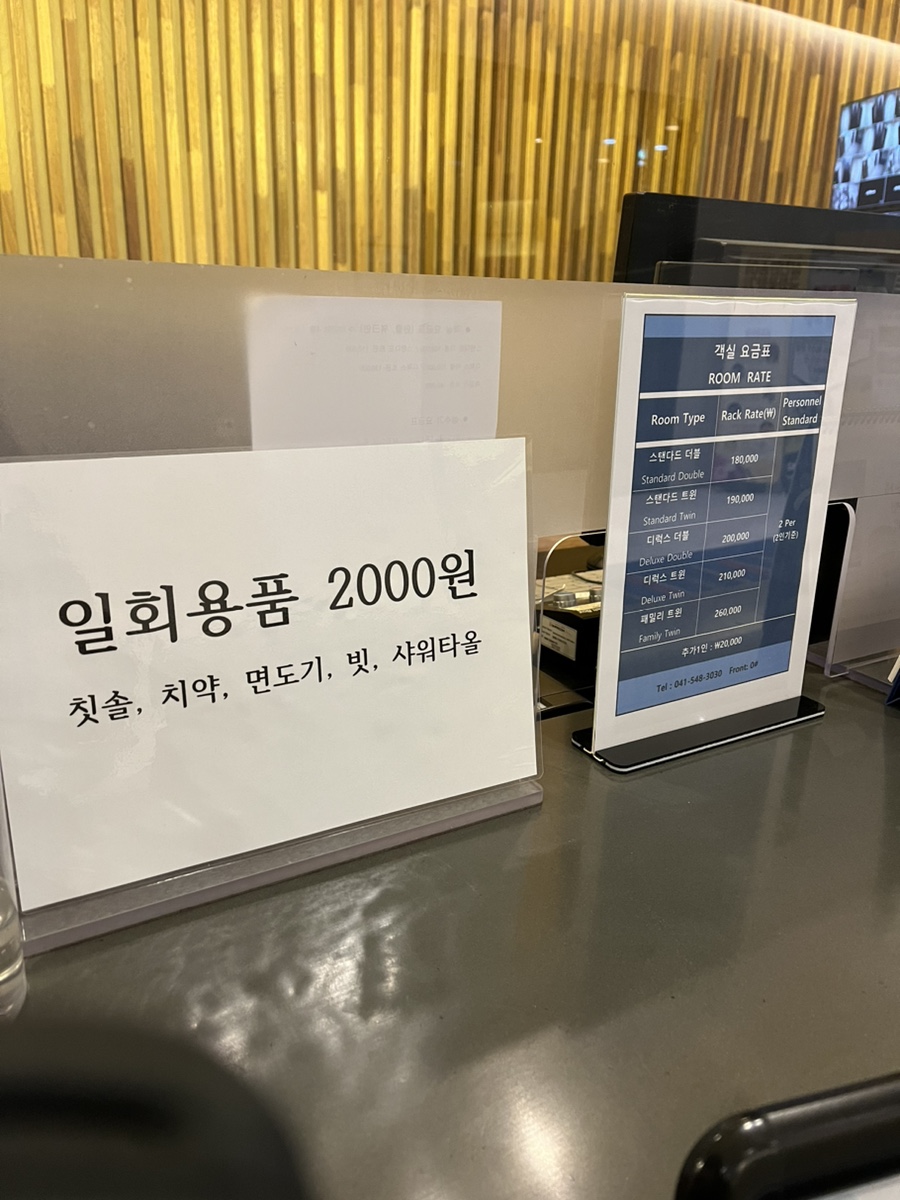 일회용품 2000원
칫솔, 치약, 면도기, 빗, 샤워타올
객실 요금표
ROOM RATE
Room Type Rack Rate(₩) Personnel Standard
스탠다드 더블 180,000
Standard Double
스탠다드 트윈 190,000
Standard Twin
디럭스 더블 200,000
Deluxe Double
디럭스 트윈 210,000
Deluxe Twin
패밀리 트윈 260,000
Family Twin
2 Per
(2인기준)
추가1인 : ₩20,000
Tel : 041-548-3030 Front: 0#